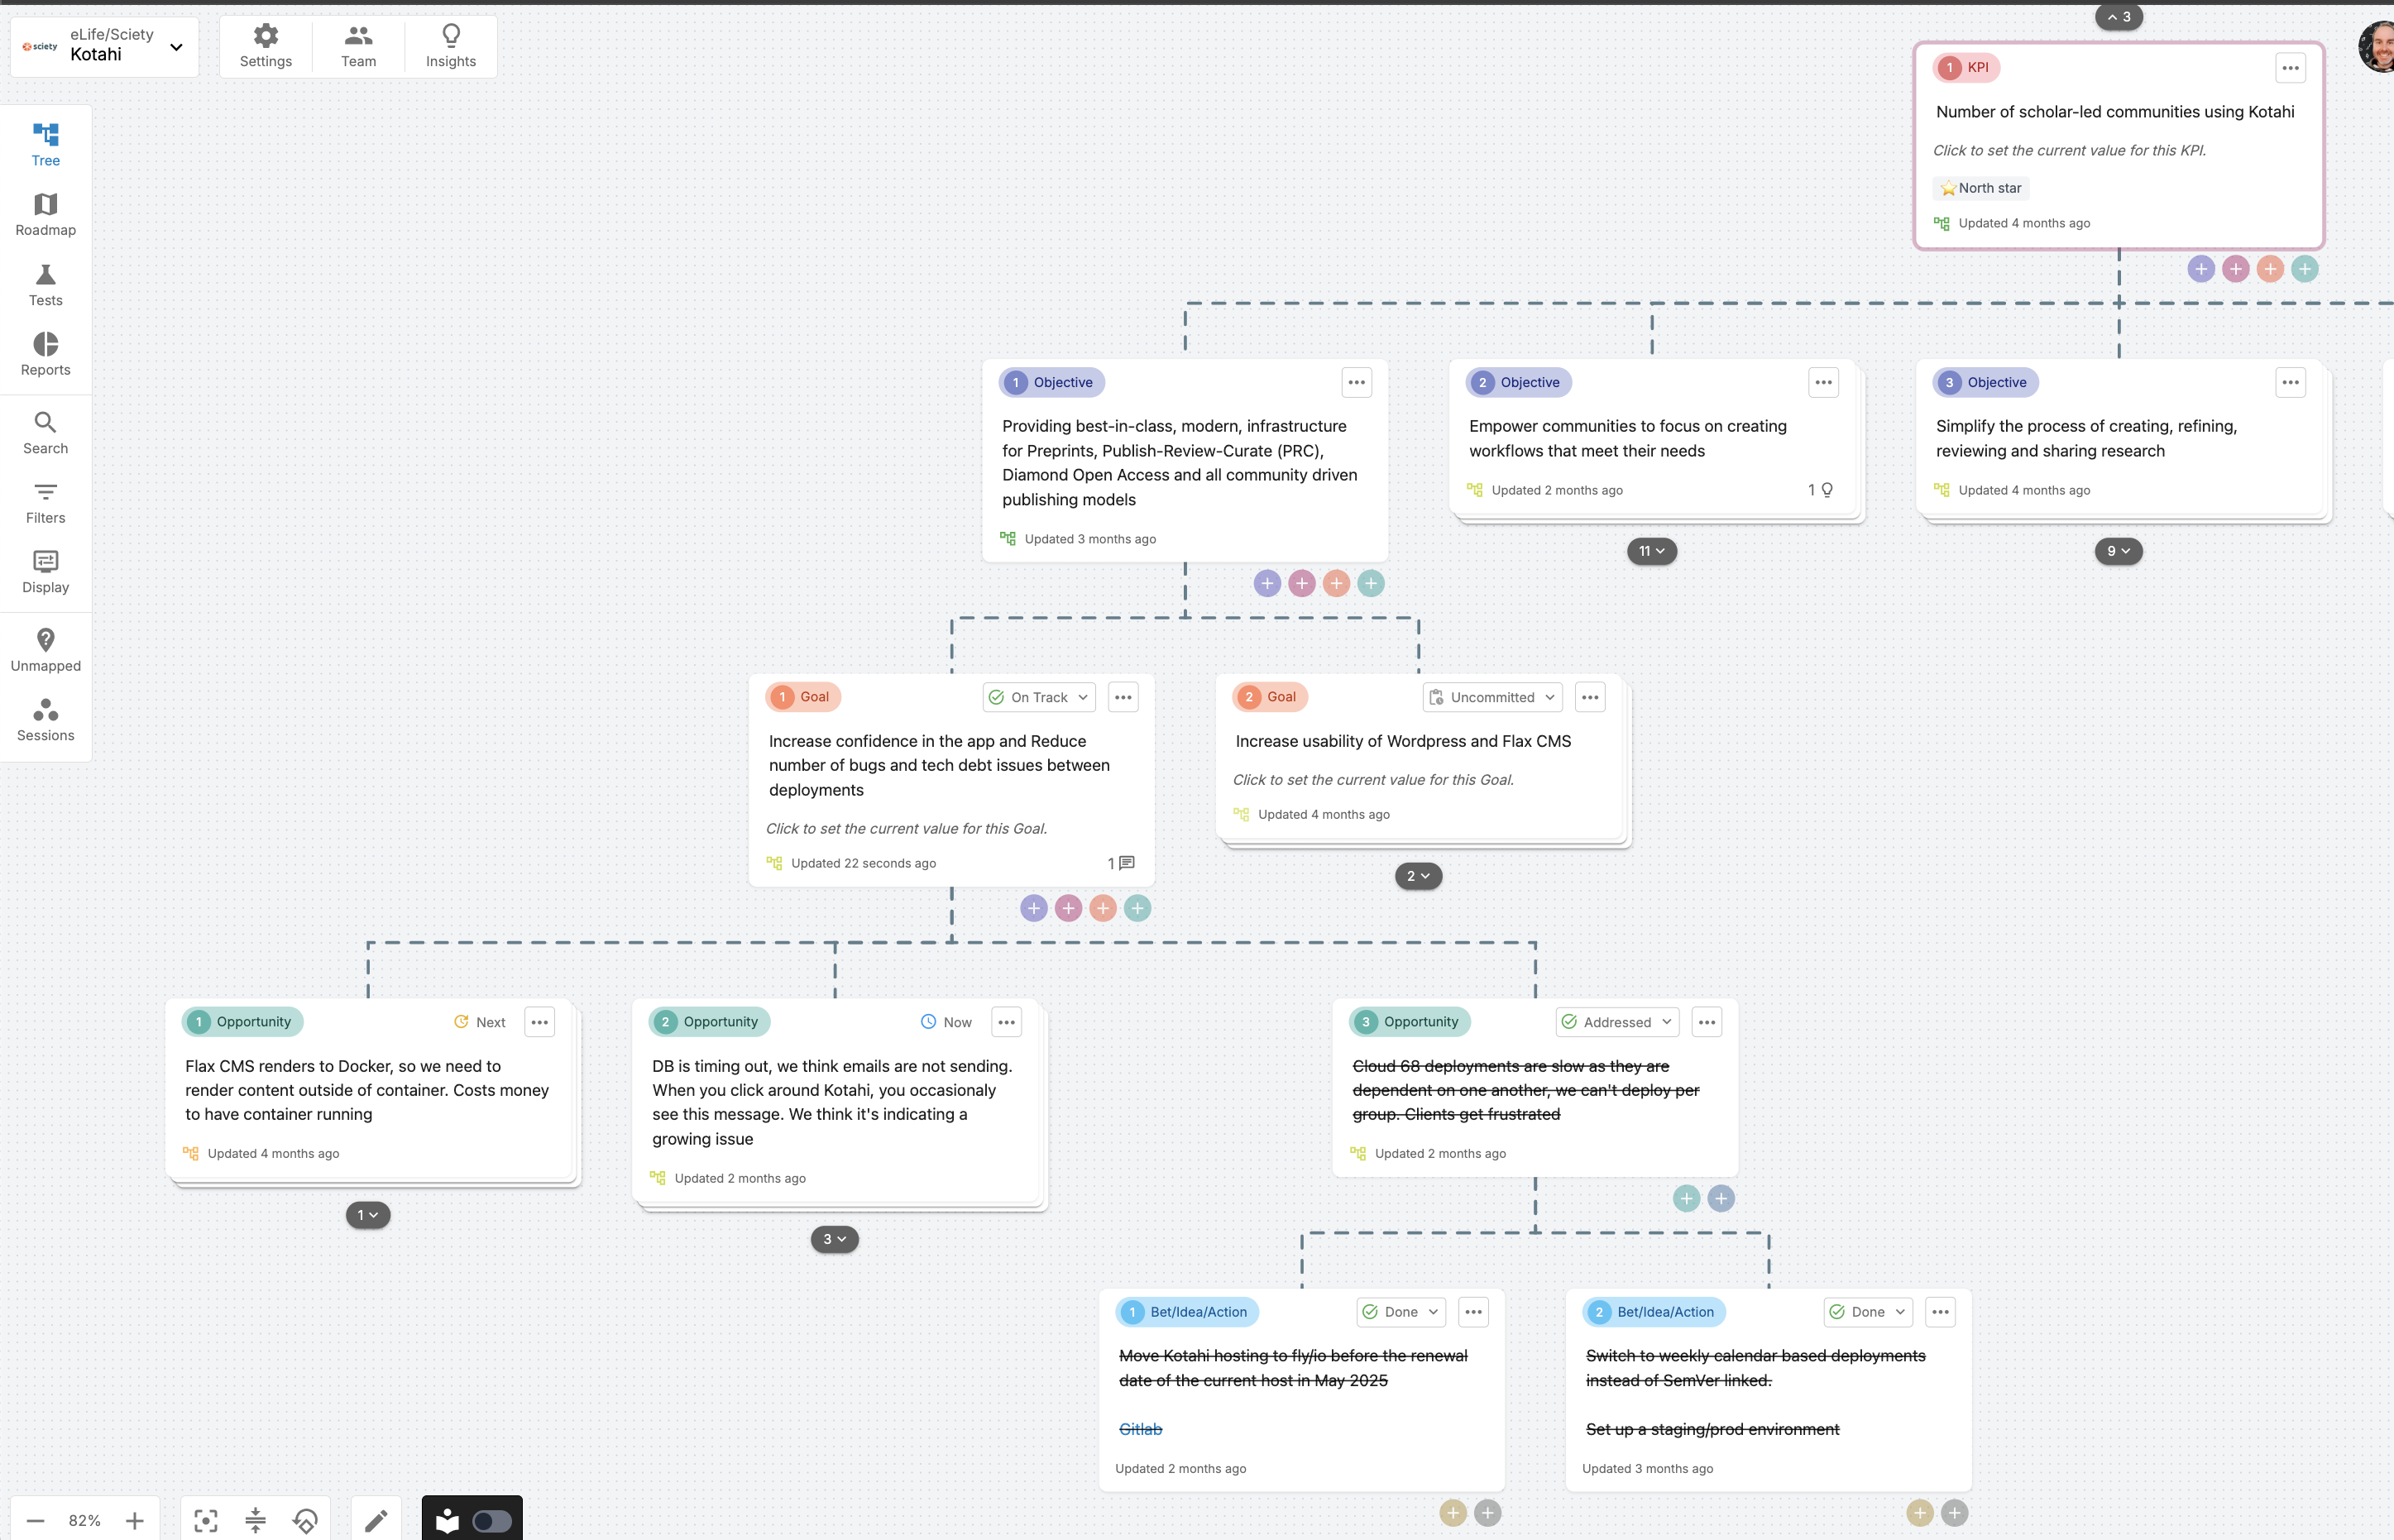 sciety
eLife/Sciety
Kotahi
Settings
Team
Insights
3
1 KPI
Number of scholar-led communities using Kotahi
Click to set the current value for this KPI.
North star
Updated 4 months ago
Tree
Roadmap
Tests
Reports
Search
Filters
Display
Unmapped
Sessions
1 Objective
Providing best-in-class, modern, infrastructure
for Preprints, Publish-Review-Curate (PRC),
Diamond Open Access and all community driven
publishing models
Updated 3 months ago
2 Objective
Empower communities to focus on creating
workflows that meet their needs
Updated 2 months ago
1
11
3 Objective
Simplify the process of creating, refining,
reviewing and sharing research
Updated 4 months ago
9
1 Goal
On Track
Increase confidence in the app and Reduce
number of bugs and tech debt issues between
deployments
Click to set the current value for this Goal.
Updated 22 seconds ago
1
2 Goal
Uncommitted
Increase usability of Wordpress and Flax CMS
Click to set the current value for this Goal.
Updated 4 months ago
2
1 Opportunity
Next
Flax CMS renders to Docker, so we need to
render content outside of container. Costs money
to have container running
Updated 4 months ago
1
2 Opportunity
Now
DB is timing out, we think emails are not sending.
When you click around Kotahi, you occasionaly
see this message. We think it's indicating a
growing issue
Updated 2 months ago
3
3 Opportunity
Addressed
Cloud 68 deployments are slow as they are
dependent on one another, we can't deploy per
group. Clients get frustrated
Updated 2 months ago
1 Bet/Idea/Action
Done
Move Kotahi hosting to fly/io before the renewal
date of the current host in May 2025
Gitlab
Updated 2 months ago
2 Bet/Idea/Action
Done
Switch to weekly calendar based deployments
instead of SemVer linked.
Set up a staging/prod environment
Updated 3 months ago
82%